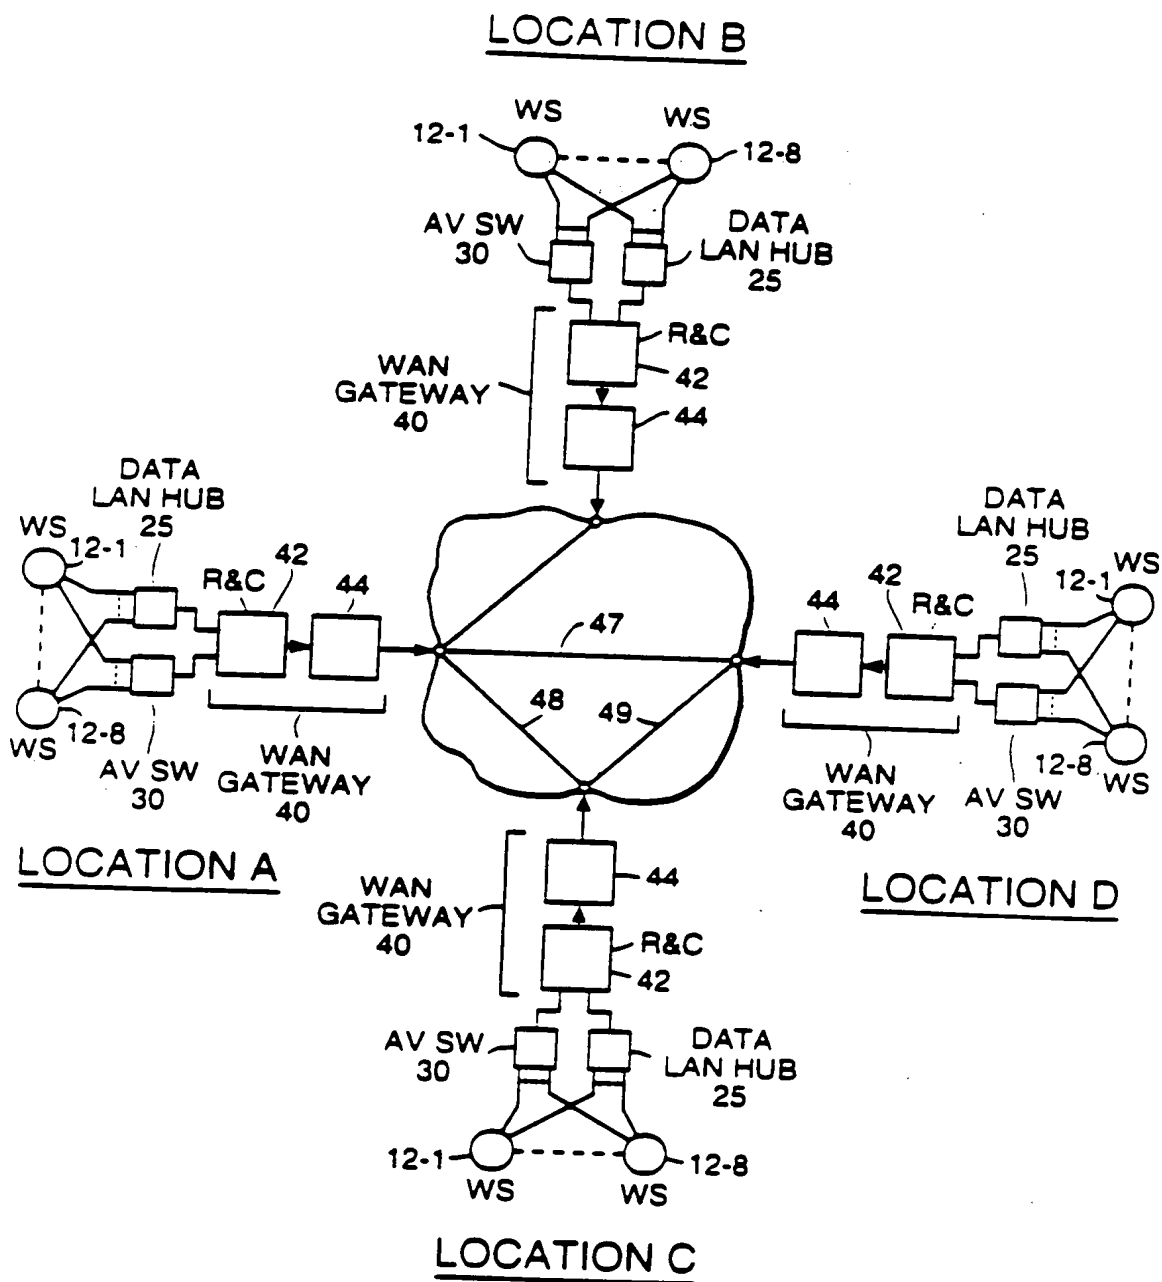 LOCATION B
WS
WS
12-1
12-8
AV SW
30
DATA
LAN HUB
25
R&C
42
WAN
GATEWAY
40
44
DATA
LAN HUB
25
WS
12-1
R&C
42
44
WS
12-8
AV SW
30
WAN
GATEWAY
40
LOCATION A
47
48
49
DATA
LAN HUB
25
WS
12-1
44
42
R&C
12-8
WS
AV SW
30
WAN
GATEWAY
40
LOCATION D
WAN
GATEWAY
40
44
R&C
42
AV SW
30
DATA
LAN HUB
25
12-1
12-8
WS
WS
LOCATION C